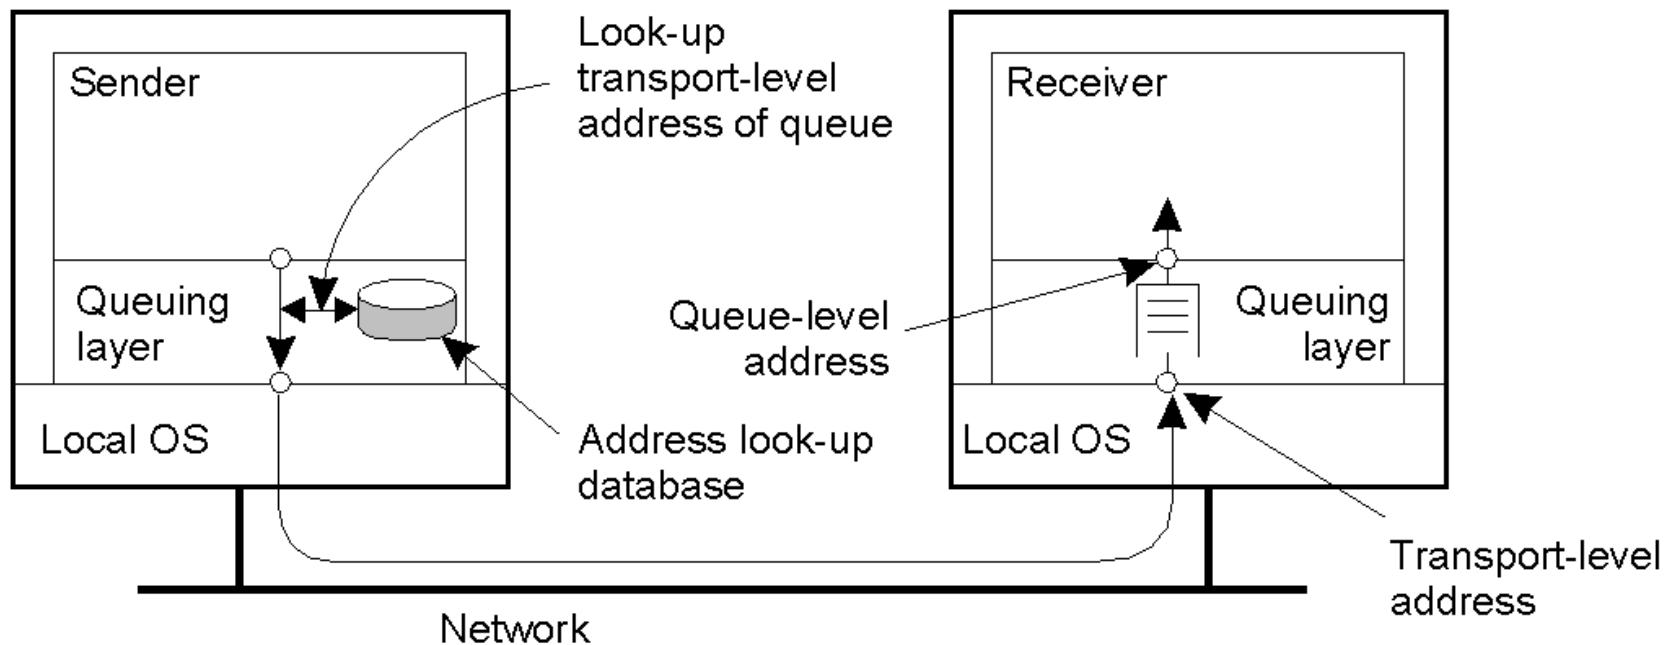 Sender
Look-up
transport-level
address of queue
Receiver
Queuing
layer
Queue-level
address
Queuing
layer
Local OS
Address look-up
database
Local OS
Transport-level
address
Network